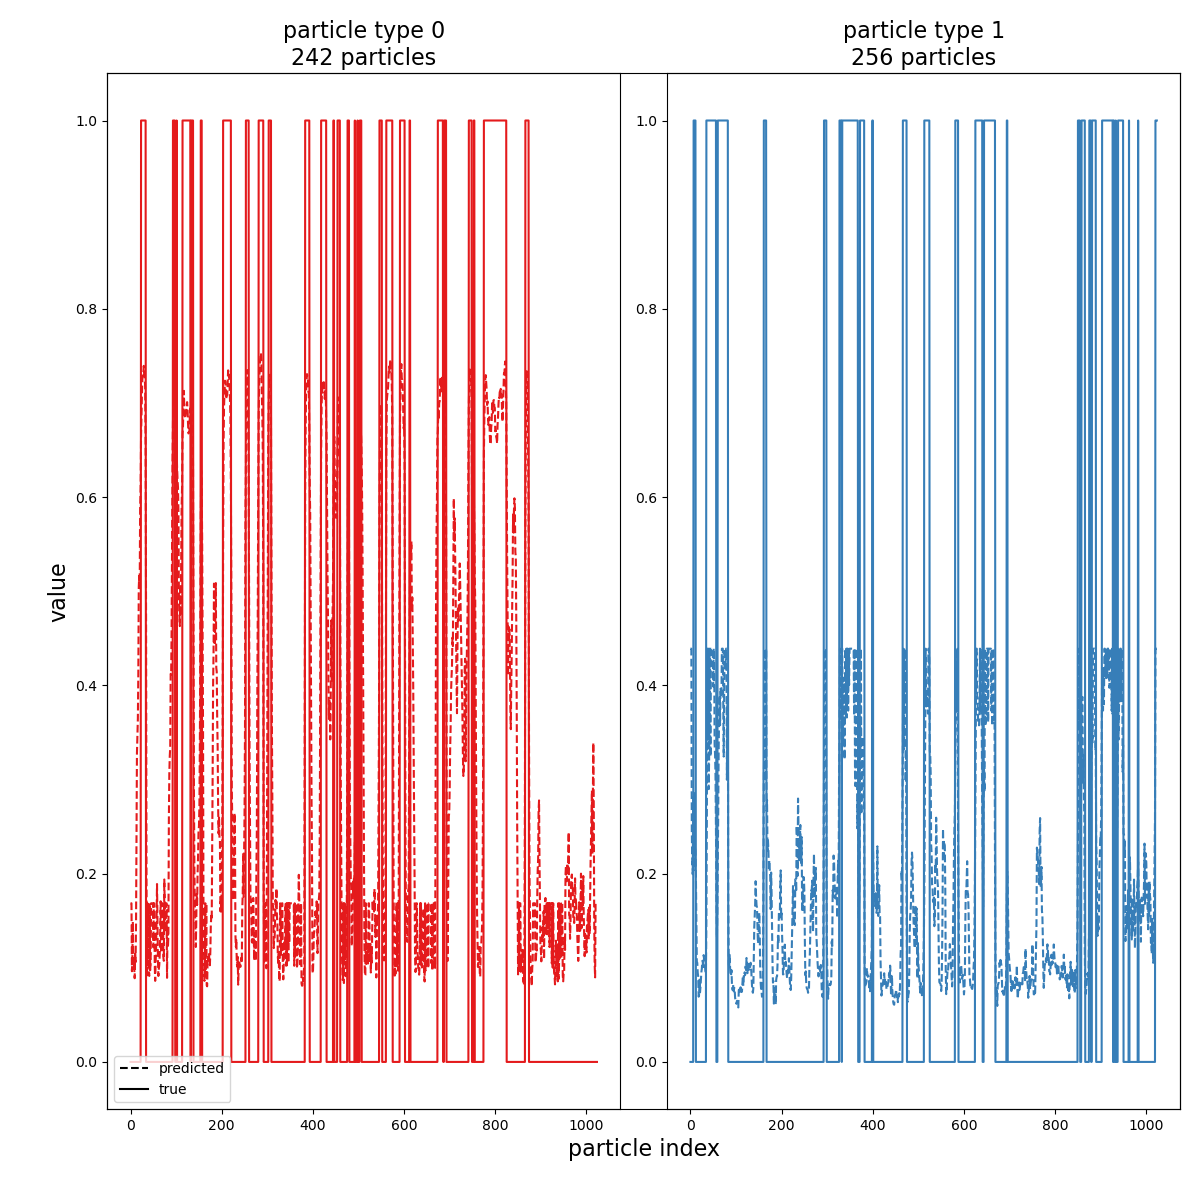 particle type 0
242 particles
particle type 1
256 particles
value
1.0
0.8
0.6
0.4
0.2
0.0
1.0
0.8
0.6
0.4
0.2
0.0
predicted
true
0 200 400 600 800 1000
0 200 400 600 800 1000
particle index